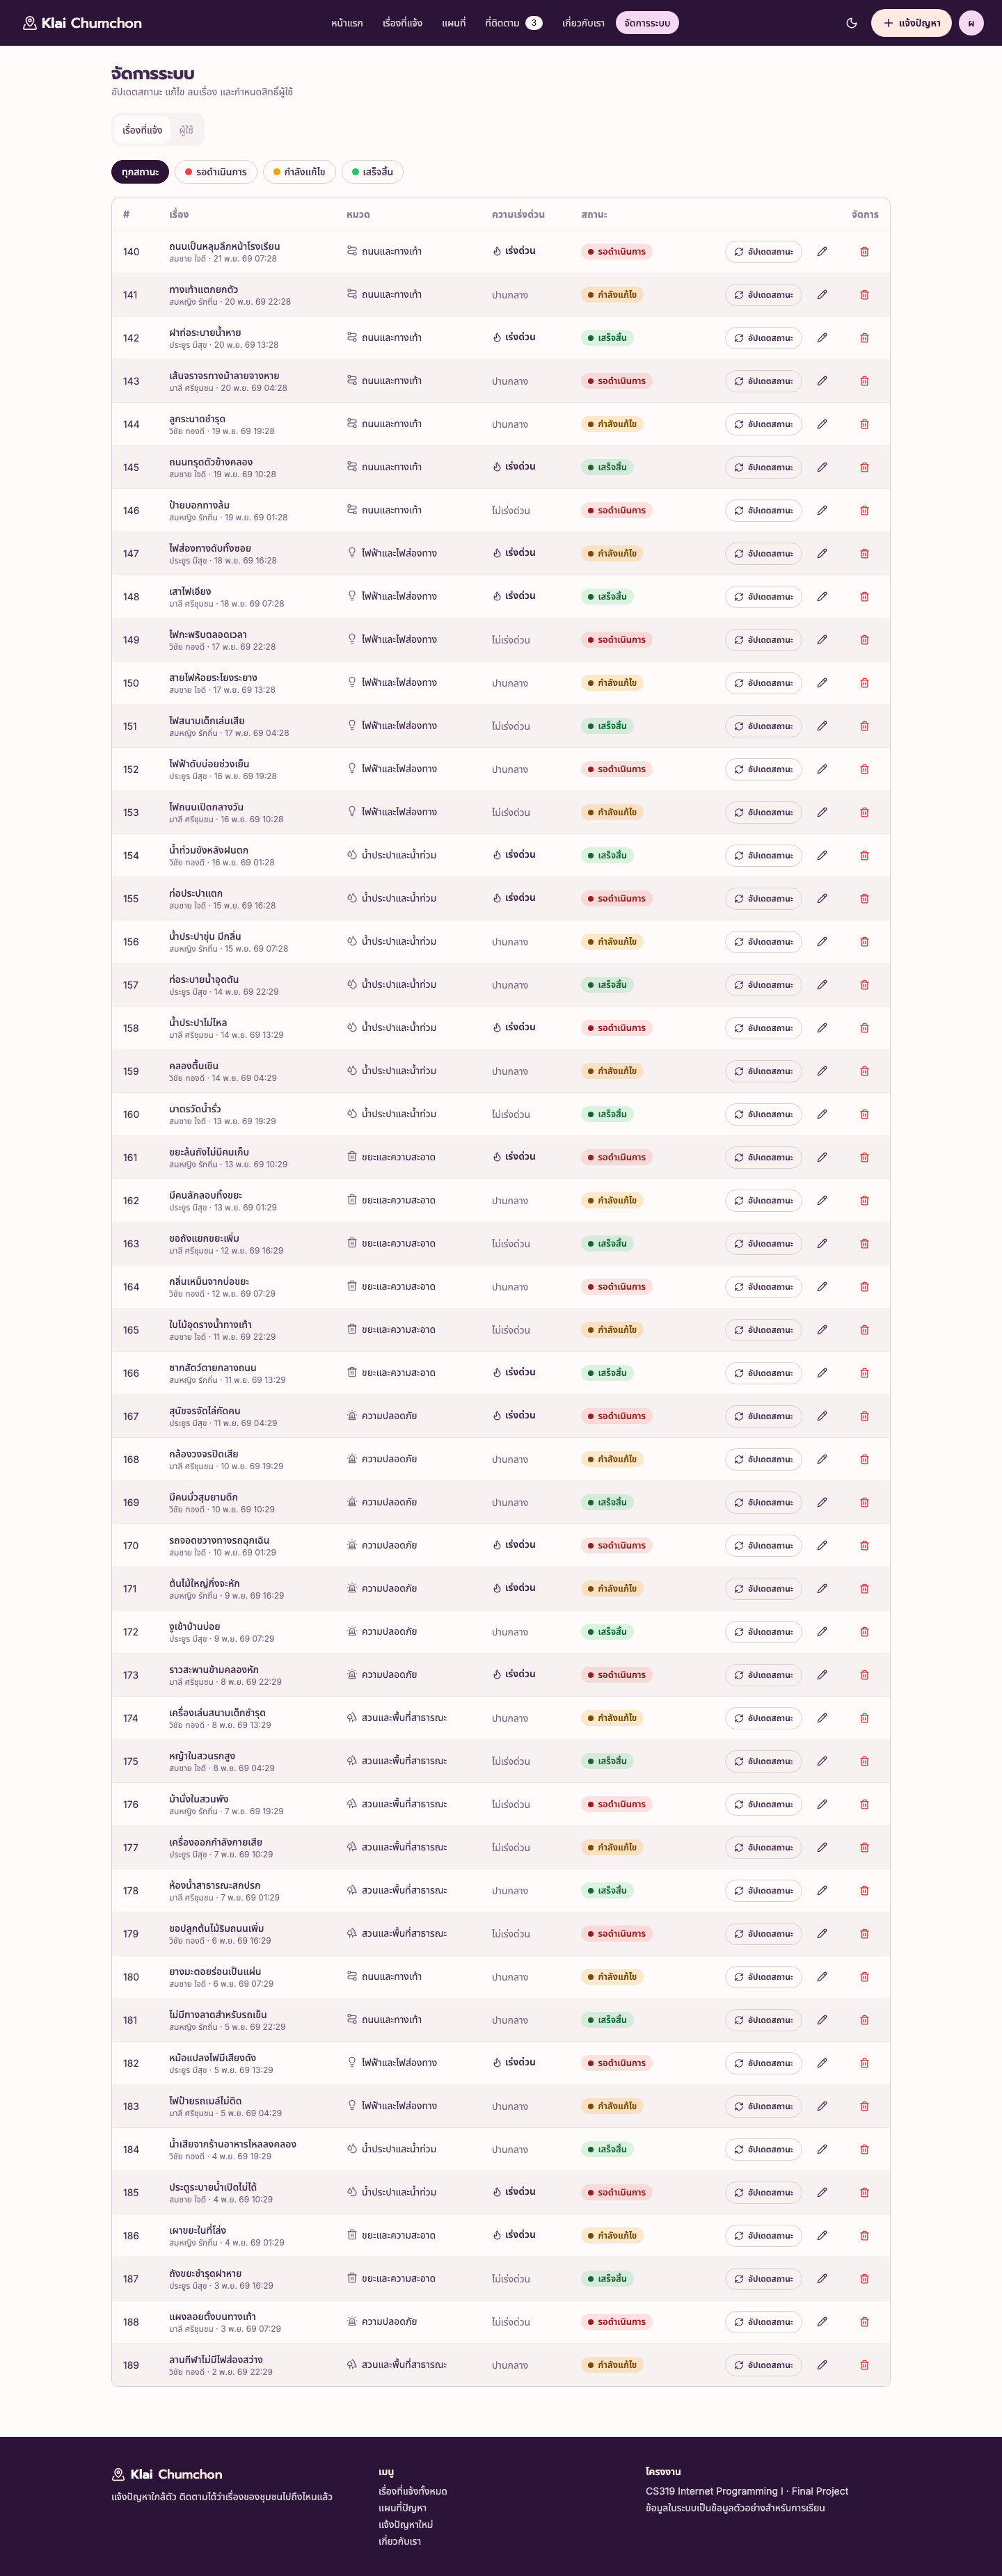 Klai Chumchon
หน้าแรก เรื่องที่แจ้ง แผนที่ ที่ติดตาม 3 เกี่ยวกับเรา จัดการระบบ
แจ้งปัญหา ผ
จัดการระบบ
อัปเดตสถานะ แก้ไข ลบเรื่อง และกำหนดสิทธิ์ผู้ใช้
เรื่องที่แจ้ง ผู้ใช้
ทุกสถานะ รอดำเนินการ กำลังแก้ไข เสร็จสิ้น
# เรื่อง หมวด ความเร่งด่วน สถานะ จัดการ
140 ถนนเป็นหลุมลึกหน้าโรงเรียน ถนนและทางเท้า เร่งด่วน รอดำเนินการ อัปเดตสถานะ
สมชาย ใจดี · 21 พ.ย. 69 07:28
141 ทางเท้าแตกยกตัว ถนนและทางเท้า ปานกลาง กำลังแก้ไข อัปเดตสถานะ
สมหญิง รักถิ่น · 20 พ.ย. 69 22:28
142 ฝาท่อระบายน้ำหาย ถนนและทางเท้า เร่งด่วน เสร็จสิ้น อัปเดตสถานะ
ประยูร มีสุข · 20 พ.ย. 69 13:28
143 เส้นจราจรทางม้าลายจางหาย ถนนและทางเท้า ปานกลาง รอดำเนินการ อัปเดตสถานะ
มาลี ศรีชุมชน · 20 พ.ย. 69 04:28
144 ลูกระนาดชำรุด ถนนและทางเท้า ปานกลาง กำลังแก้ไข อัปเดตสถานะ
วิชัย ทองดี · 19 พ.ย. 69 19:28
145 ถนนทรุดตัวข้างคลอง ถนนและทางเท้า เร่งด่วน เสร็จสิ้น อัปเดตสถานะ
สมชาย ใจดี · 19 พ.ย. 69 10:28
146 ป้ายบอกทางล้ม ถนนและทางเท้า ไม่เร่งด่วน รอดำเนินการ อัปเดตสถานะ
สมหญิง รักถิ่น · 19 พ.ย. 69 01:28
147 ไฟส่องทางดับทั้งซอย ไฟฟ้าและไฟส่องทาง เร่งด่วน กำลังแก้ไข อัปเดตสถานะ
ประยูร มีสุข · 18 พ.ย. 69 16:28
148 เสาไฟเอียง ไฟฟ้าและไฟส่องทาง เร่งด่วน เสร็จสิ้น อัปเดตสถานะ
มาลี ศรีชุมชน · 18 พ.ย. 69 07:28
149 ไฟกะพริบตลอดเวลา ไฟฟ้าและไฟส่องทาง ไม่เร่งด่วน รอดำเนินการ อัปเดตสถานะ
วิชัย ทองดี · 17 พ.ย. 69 22:28
150 สายไฟห้อยระโยงระยาง ไฟฟ้าและไฟส่องทาง ปานกลาง กำลังแก้ไข อัปเดตสถานะ
สมชาย ใจดี · 17 พ.ย. 69 13:28
151 ไฟสนามเด็กเล่นเสีย ไฟฟ้าและไฟส่องทาง ไม่เร่งด่วน เสร็จสิ้น อัปเดตสถานะ
สมหญิง รักถิ่น · 17 พ.ย. 69 04:28
152 ไฟฟ้าดับบ่อยช่วงเย็น ไฟฟ้าและไฟส่องทาง ปานกลาง รอดำเนินการ อัปเดตสถานะ
ประยูร มีสุข · 16 พ.ย. 69 19:28
153 ไฟถนนเปิดกลางวัน ไฟฟ้าและไฟส่องทาง ไม่เร่งด่วน กำลังแก้ไข อัปเดตสถานะ
มาลี ศรีชุมชน · 16 พ.ย. 69 10:28
154 น้ำท่วมขังหลังฝนตก น้ำประปาและน้ำท่วม เร่งด่วน เสร็จสิ้น อัปเดตสถานะ
วิชัย ทองดี · 16 พ.ย. 69 01:28
155 ท่อประปาแตก น้ำประปาและน้ำท่วม เร่งด่วน รอดำเนินการ อัปเดตสถานะ
สมชาย ใจดี · 15 พ.ย. 69 16:28
156 น้ำประปาขุ่น มีกลิ่น น้ำประปาและน้ำท่วม ปานกลาง กำลังแก้ไข อัปเดตสถานะ
สมหญิง รักถิ่น · 15 พ.ย. 69 07:28
157 ท่อระบายน้ำอุดตัน น้ำประปาและน้ำท่วม ปานกลาง เสร็จสิ้น อัปเดตสถานะ
ประยูร มีสุข · 14 พ.ย. 69 22:29
158 น้ำประปาไม่ไหล น้ำประปาและน้ำท่วม เร่งด่วน รอดำเนินการ อัปเดตสถานะ
มาลี ศรีชุมชน · 14 พ.ย. 69 13:29
159 คลองตื้นเขิน น้ำประปาและน้ำท่วม ปานกลาง กำลังแก้ไข อัปเดตสถานะ
วิชัย ทองดี · 14 พ.ย. 69 04:29
160 มาตรวัดน้ำรั่ว น้ำประปาและน้ำท่วม ไม่เร่งด่วน เสร็จสิ้น อัปเดตสถานะ
สมชาย ใจดี · 13 พ.ย. 69 19:29
161 ขยะล้นถังไม่มีคนเก็บ ขยะและความสะอาด เร่งด่วน รอดำเนินการ อัปเดตสถานะ
สมหญิง รักถิ่น · 13 พ.ย. 69 10:29
162 มีคนลักลอบทิ้งขยะ ขยะและความสะอาด ปานกลาง กำลังแก้ไข อัปเดตสถานะ
ประยูร มีสุข · 13 พ.ย. 69 01:29
163 ขอถังแยกขยะเพิ่ม ขยะและความสะอาด ไม่เร่งด่วน เสร็จสิ้น อัปเดตสถานะ
มาลี ศรีชุมชน · 12 พ.ย. 69 16:29
164 กลิ่นเหม็นจากบ่อขยะ ขยะและความสะอาด ปานกลาง รอดำเนินการ อัปเดตสถานะ
วิชัย ทองดี · 12 พ.ย. 69 07:29
165 ใบไม้อุดรางน้ำทางเท้า ขยะและความสะอาด ไม่เร่งด่วน กำลังแก้ไข อัปเดตสถานะ
สมชาย ใจดี · 11 พ.ย. 69 22:29
166 ซากสัตว์ตายกลางถนน ขยะและความสะอาด เร่งด่วน เสร็จสิ้น อัปเดตสถานะ
สมหญิง รักถิ่น · 11 พ.ย. 69 13:29
167 สุนัขจรจัดไล่กัดคน ความปลอดภัย เร่งด่วน รอดำเนินการ อัปเดตสถานะ
ประยูร มีสุข · 11 พ.ย. 69 04:29
168 กล้องวงจรปิดเสีย ความปลอดภัย ปานกลาง กำลังแก้ไข อัปเดตสถานะ
มาลี ศรีชุมชน · 10 พ.ย. 69 19:29
169 มีคนมั่วสุมยามดึก ความปลอดภัย ปานกลาง เสร็จสิ้น อัปเดตสถานะ
วิชัย ทองดี · 10 พ.ย. 69 10:29
170 รถจอดขวางทางรถฉุกเฉิน ความปลอดภัย เร่งด่วน รอดำเนินการ อัปเดตสถานะ
สมชาย ใจดี · 10 พ.ย. 69 01:29
171 ต้นไม้ใหญ่กิ่งจะหัก ความปลอดภัย เร่งด่วน กำลังแก้ไข อัปเดตสถานะ
สมหญิง รักถิ่น · 9 พ.ย. 69 16:29
172 งูเข้าบ้านบ่อย ความปลอดภัย ปานกลาง เสร็จสิ้น อัปเดตสถานะ
ประยูร มีสุข · 9 พ.ย. 69 07:29
173 ราวสะพานข้ามคลองหัก ความปลอดภัย เร่งด่วน รอดำเนินการ อัปเดตสถานะ
มาลี ศรีชุมชน · 8 พ.ย. 69 22:29
174 เครื่องเล่นสนามเด็กชำรุด สวนและพื้นที่สาธารณะ ปานกลาง กำลังแก้ไข อัปเดตสถานะ
วิชัย ทองดี · 8 พ.ย. 69 13:29
175 หญ้าในสวนรกสูง สวนและพื้นที่สาธารณะ ไม่เร่งด่วน เสร็จสิ้น อัปเดตสถานะ
สมชาย ใจดี · 8 พ.ย. 69 04:29
176 ม้านั่งในสวนพัง สวนและพื้นที่สาธารณะ ไม่เร่งด่วน รอดำเนินการ อัปเดตสถานะ
สมหญิง รักถิ่น · 7 พ.ย. 69 19:29
177 เครื่องออกกำลังกายเสีย สวนและพื้นที่สาธารณะ ไม่เร่งด่วน กำลังแก้ไข อัปเดตสถานะ
ประยูร มีสุข · 7 พ.ย. 69 10:29
178 ห้องน้ำสาธารณะสกปรก สวนและพื้นที่สาธารณะ ปานกลาง เสร็จสิ้น อัปเดตสถานะ
มาลี ศรีชุมชน · 7 พ.ย. 69 01:29
179 ขอปลูกต้นไม้ริมถนนเพิ่ม สวนและพื้นที่สาธารณะ ไม่เร่งด่วน รอดำเนินการ อัปเดตสถานะ
วิชัย ทองดี · 6 พ.ย. 69 16:29
180 ยางมะตอยร่อนเป็นแผ่น ถนนและทางเท้า ปานกลาง กำลังแก้ไข อัปเดตสถานะ
สมชาย ใจดี · 6 พ.ย. 69 07:29
181 ไม่มีทางลาดสำหรับรถเข็น ถนนและทางเท้า ปานกลาง เสร็จสิ้น อัปเดตสถานะ
สมหญิง รักถิ่น · 5 พ.ย. 69 22:29
182 หม้อแปลงไฟมีเสียงดัง ไฟฟ้าและไฟส่องทาง เร่งด่วน รอดำเนินการ อัปเดตสถานะ
ประยูร มีสุข · 5 พ.ย. 69 13:29
183 ไฟป้ายรถเมล์ไม่ติด ไฟฟ้าและไฟส่องทาง ปานกลาง กำลังแก้ไข อัปเดตสถานะ
มาลี ศรีชุมชน · 5 พ.ย. 69 04:29
184 น้ำเสียจากร้านอาหารไหลลงคลอง น้ำประปาและน้ำท่วม ปานกลาง เสร็จสิ้น อัปเดตสถานะ
วิชัย ทองดี · 4 พ.ย. 69 19:29
185 ประตูระบายน้ำเปิดไม่ได้ น้ำประปาและน้ำท่วม เร่งด่วน รอดำเนินการ อัปเดตสถานะ
สมชาย ใจดี · 4 พ.ย. 69 10:29
186 เผาขยะในที่โล่ง ขยะและความสะอาด เร่งด่วน กำลังแก้ไข อัปเดตสถานะ
สมหญิง รักถิ่น · 4 พ.ย. 69 01:29
187 ถังขยะชำรุดฝาหาย ขยะและความสะอาด ไม่เร่งด่วน เสร็จสิ้น อัปเดตสถานะ
ประยูร มีสุข · 3 พ.ย. 69 16:29
188 แผงลอยตั้งบนทางเท้า ความปลอดภัย ไม่เร่งด่วน รอดำเนินการ อัปเดตสถานะ
มาลี ศรีชุมชน · 3 พ.ย. 69 07:29
189 ลานกีฬาไม่มีไฟส่องสว่าง สวนและพื้นที่สาธารณะ ปานกลาง กำลังแก้ไข อัปเดตสถานะ
วิชัย ทองดี · 2 พ.ย. 69 22:29
Klai Chumchon
แจ้งปัญหาใกล้ตัว ติดตามได้ว่าเรื่องของชุมชนไปถึงไหนแล้ว
เมนู
เรื่องที่แจ้งทั้งหมด
แผนที่ปัญหา
แจ้งปัญหาใหม่
เกี่ยวกับเรา
โครงงาน
CS319 Internet Programming I · Final Project
ข้อมูลในระบบเป็นข้อมูลตัวอย่างสำหรับการเรียน